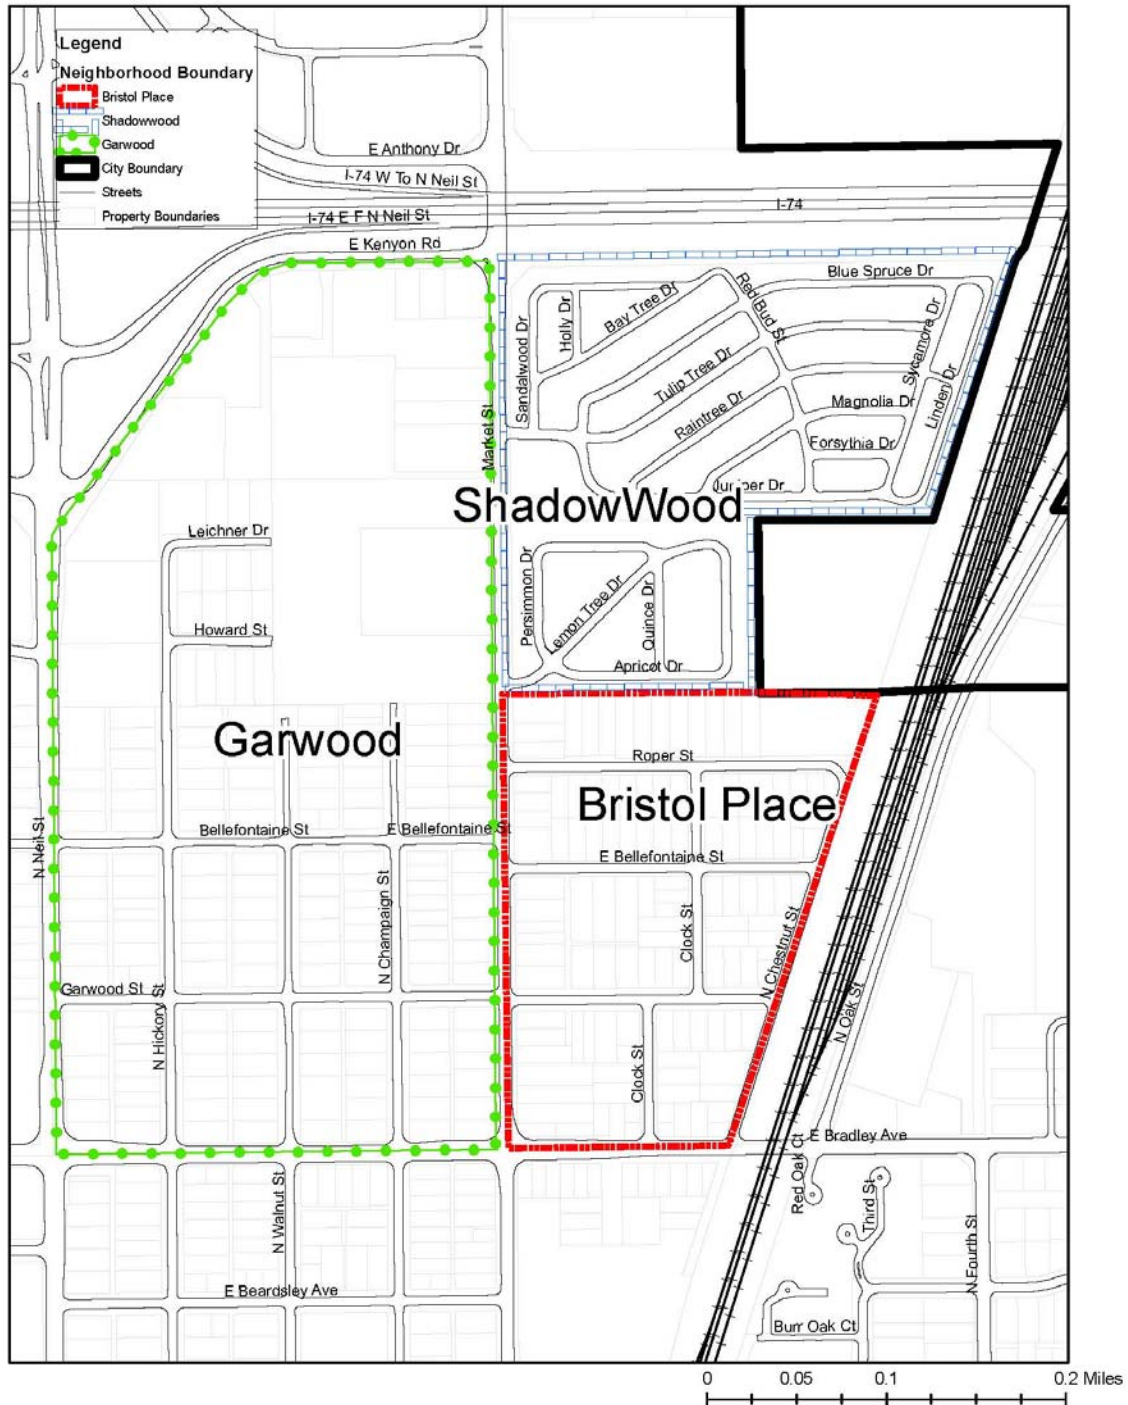 Legend
Neighborhood Boundary
Bristol Place
Shadowwood
Garwood
City Boundary
Streets
Property Boundaries
E Anthony Dr
I-74 W To N Neil St
I-74
I-74 E F N Neil St
E Kenyon Rd
Blue Spruce Dr
Red Bud St
Bay Tree Dr
Holly Dr
Sandalwood Dr
Sycamore Dr
Tulip Tree Dr
Linden Dr
Magnolia Dr
Raintree Dr
Market St
Forsythia Dr
Juniper Dr
ShadowWood
Leichner Dr
Persimmon Dr
Lemon Tree Dr
Quince Dr
Howard St
Apricot Dr
Garwood
Roper St
Bristol Place
Bellefontaine St
E Bellefontaine St
N Neil St
E Bellefontaine St
N Champaign St
Clock St
N Chestnut St
Garwood St
N Hickory St
N Oak St
Clock St
E Bradley Ave
Red Oak Ct
Third St
N Walnut St
N Fourth St
E Beardsley Ave
Burr Oak Ct
0 0.05 0.1 0.2 Miles